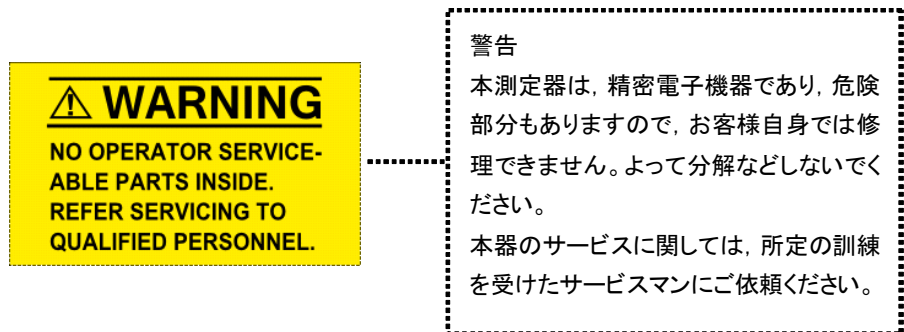 ⚠ WARNING
NO OPERATOR SERVICE-
ABLE PARTS INSIDE.
REFER SERVICING TO
QUALIFIED PERSONNEL.
警告
本測定器は，精密電子機器であり，危険
部分もありますので，お客様自身では修
理できません。よって分解などしないでく
ださい。
本器のサービスに関しては，所定の訓練
を受けたサービスマンにご依頼ください。